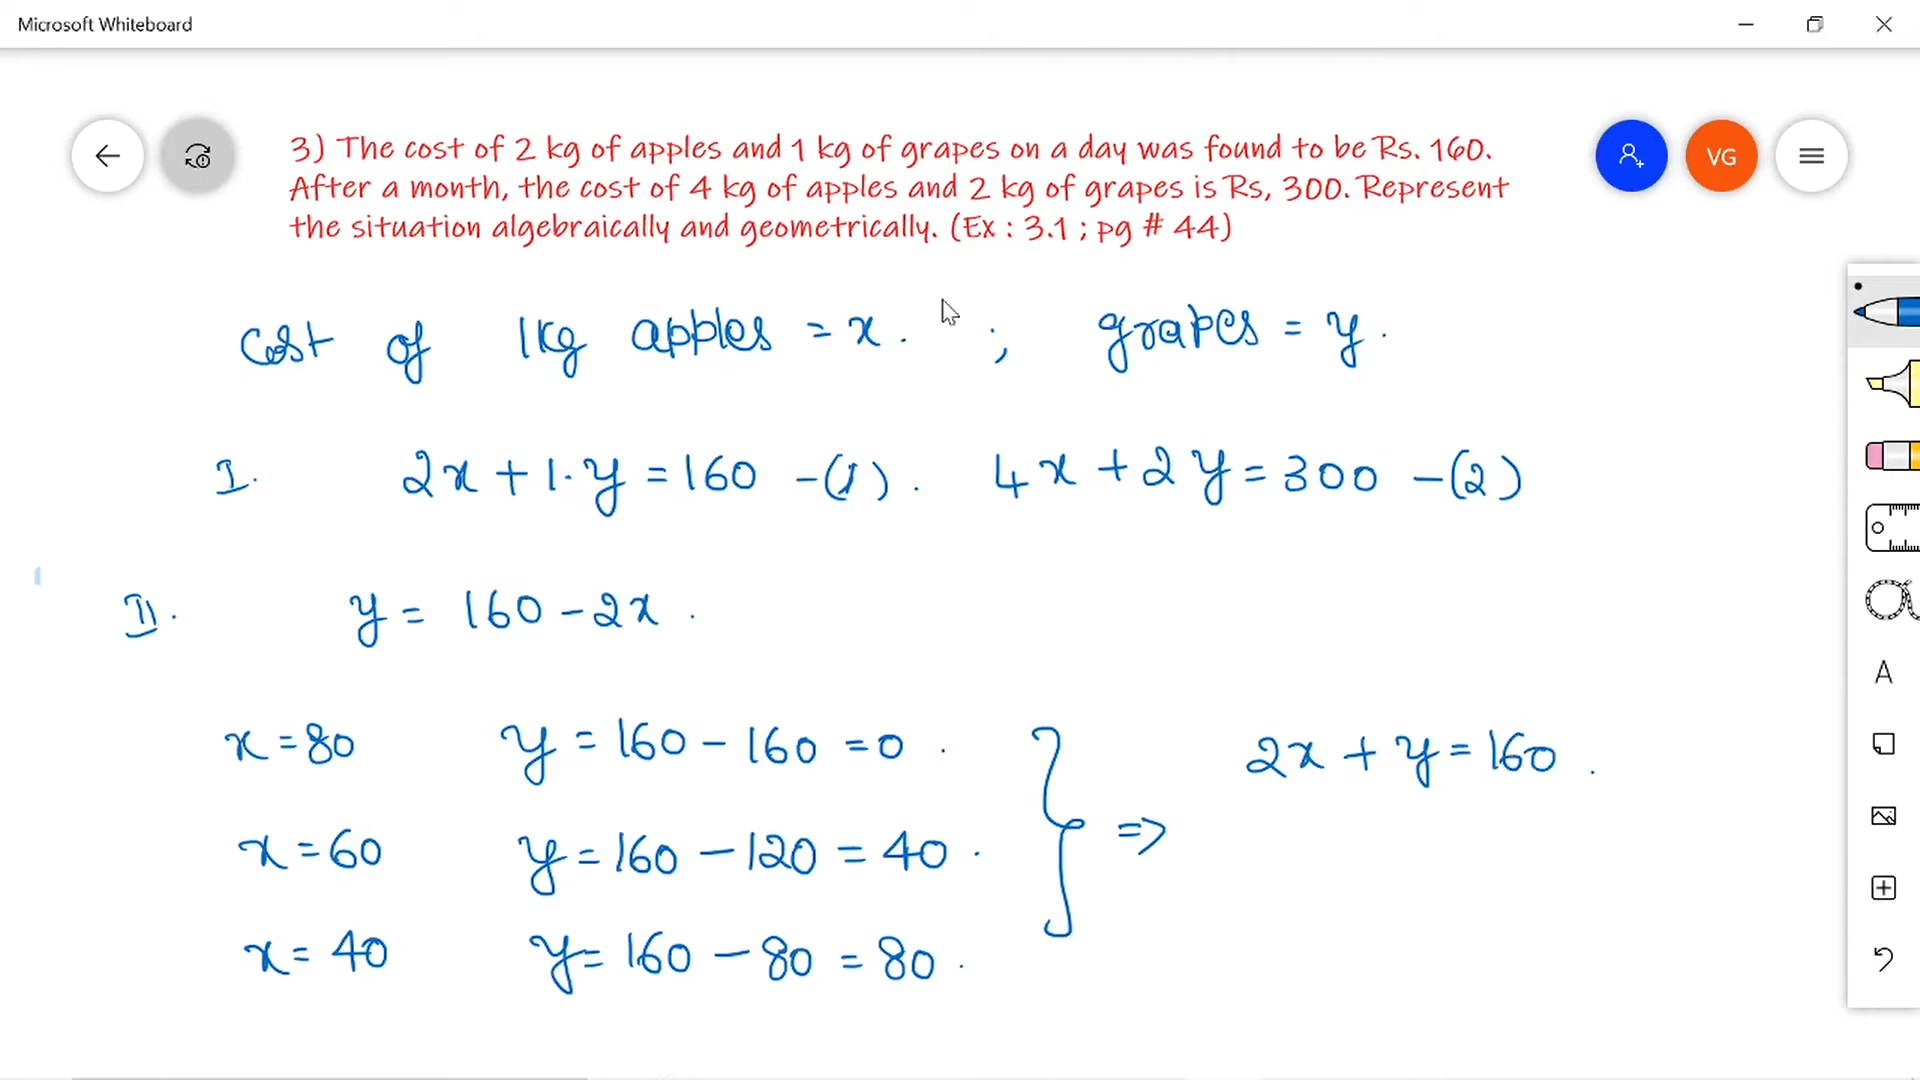 Microsoft Whiteboard
VG
3) The cost of 2 kg of apples and 1 kg of grapes on a day was found to be Rs. 160.
After a month, the cost of 4 kg of apples and 2 kg of grapes is Rs, 300. Represent
the situation algebraically and geometrically. (Ex : 3.1 ; pg # 44)
Cost of 1kg apples = x. ; grapes = y.
I. 2x + 1·y = 160 -(1). 4x + 2y = 300 -(2)
II. y = 160 - 2x.
x = 80 y = 160 - 160 = 0.
2x + y = 160.
x = 60 y = 160 - 120 = 40.
=>
x = 40 y = 160 - 80 = 80.
A